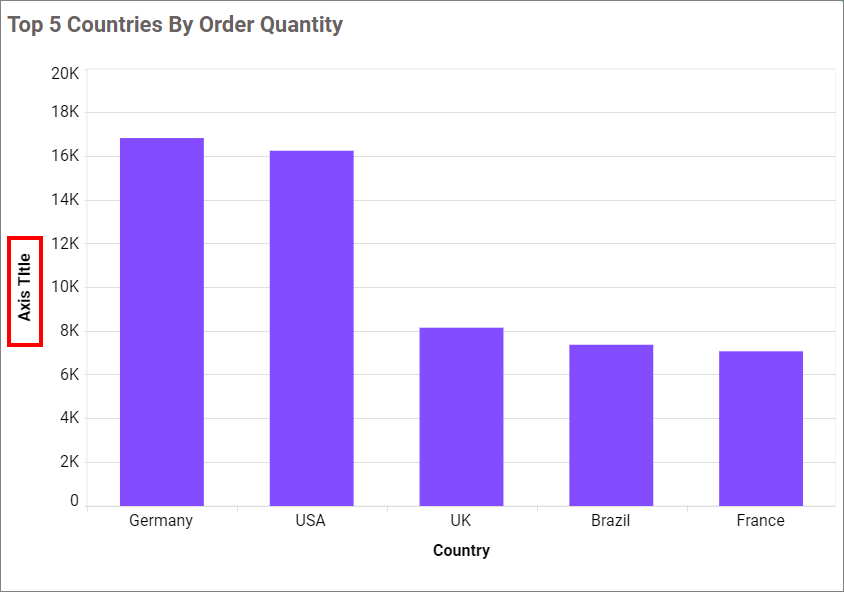 Top 5 Countries By Order Quantity
20K
18K
16K
14K
12K
10K
8K
6K
4K
2K
0
Axis TItle
Germany USA UK Brazil France
Country